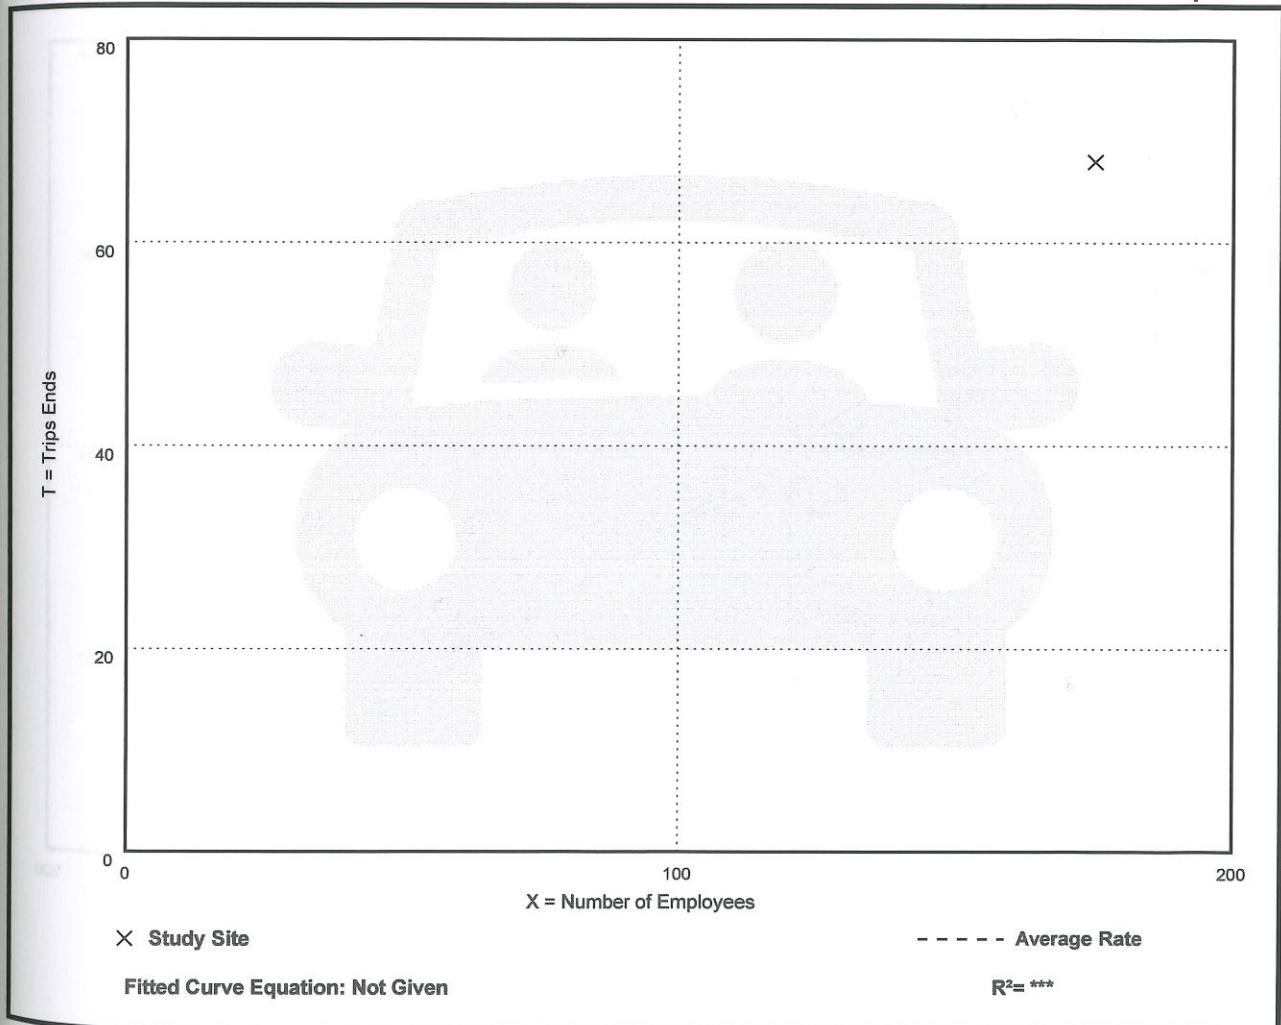 80
60
40
20
0
T = Trips Ends
0 100 200
X = Number of Employees
× Study Site
- - - - - Average Rate
Fitted Curve Equation: Not Given
R²= ***